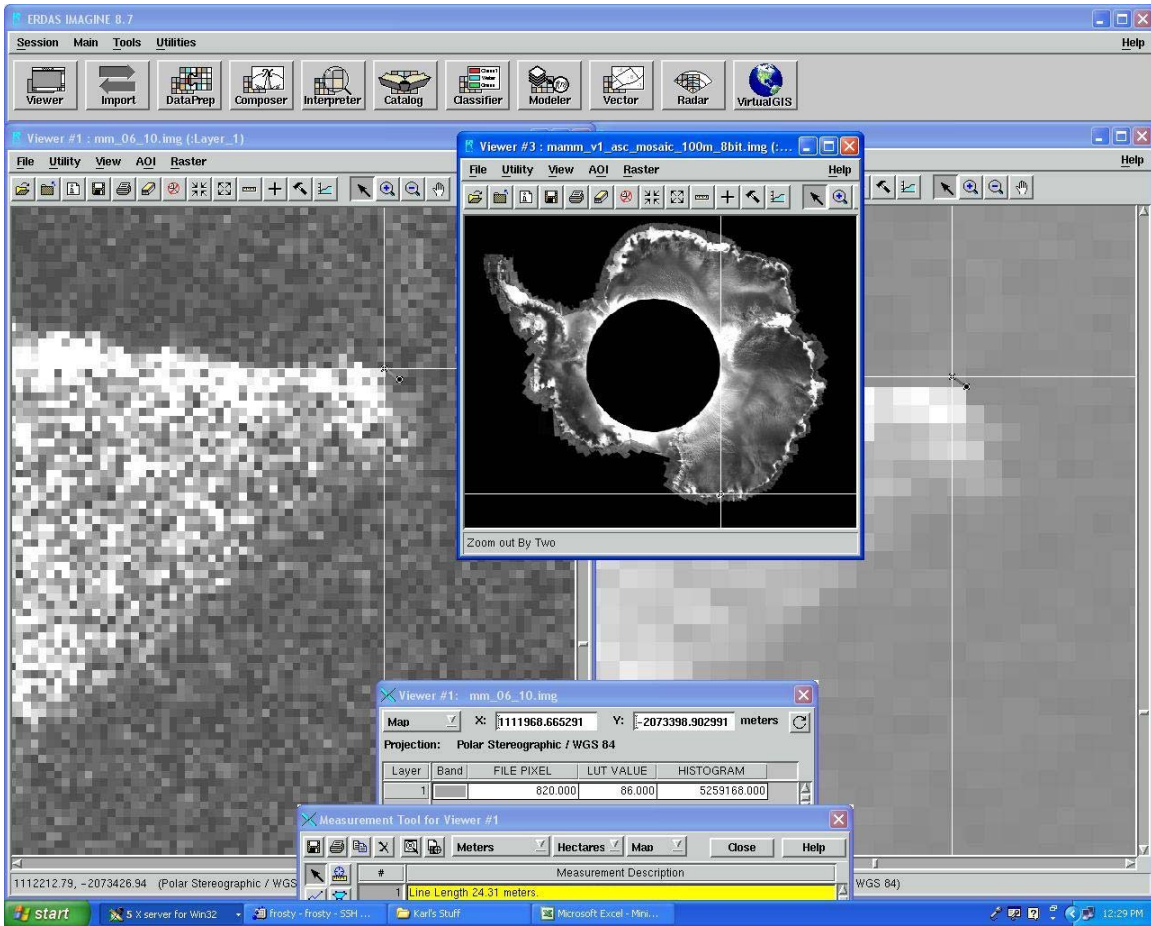 ERDAS IMAGINE 8.7
Session Main Tools Utilities Help
Viewer Import DataPrep Composer Interpreter Catalog Classifier Modeler Vector Radar VirtualGIS
Viewer #1 : mm_06_10.img (:Layer_1)
File Utility View AOI Raster
Help
Viewer #3 : mamm_v1_asc_mosaic_100m_8bit.img (:...
File Utility View AOI Raster Help
Zoom out By Two
Viewer #1: mm_06_10.img
Map X: 1111968.665291 Y: -2073398.902991 meters
Projection: Polar Stereographic / WGS 84
Layer Band FILE PIXEL LUT VALUE HISTOGRAM
1 820.000 86.000 5259168.000
Measurement Tool for Viewer #1
Meters Hectares Map Close Help
# Measurement Description
1 Line Length 24.31 meters.
1112212.79, -2073426.94 (Polar Stereographic / WGS
WGS 84)
start 5 X server for Win32 frosty - frosty - SSH ... Karl's Stuff Microsoft Excel - Mini... 12:29 PM